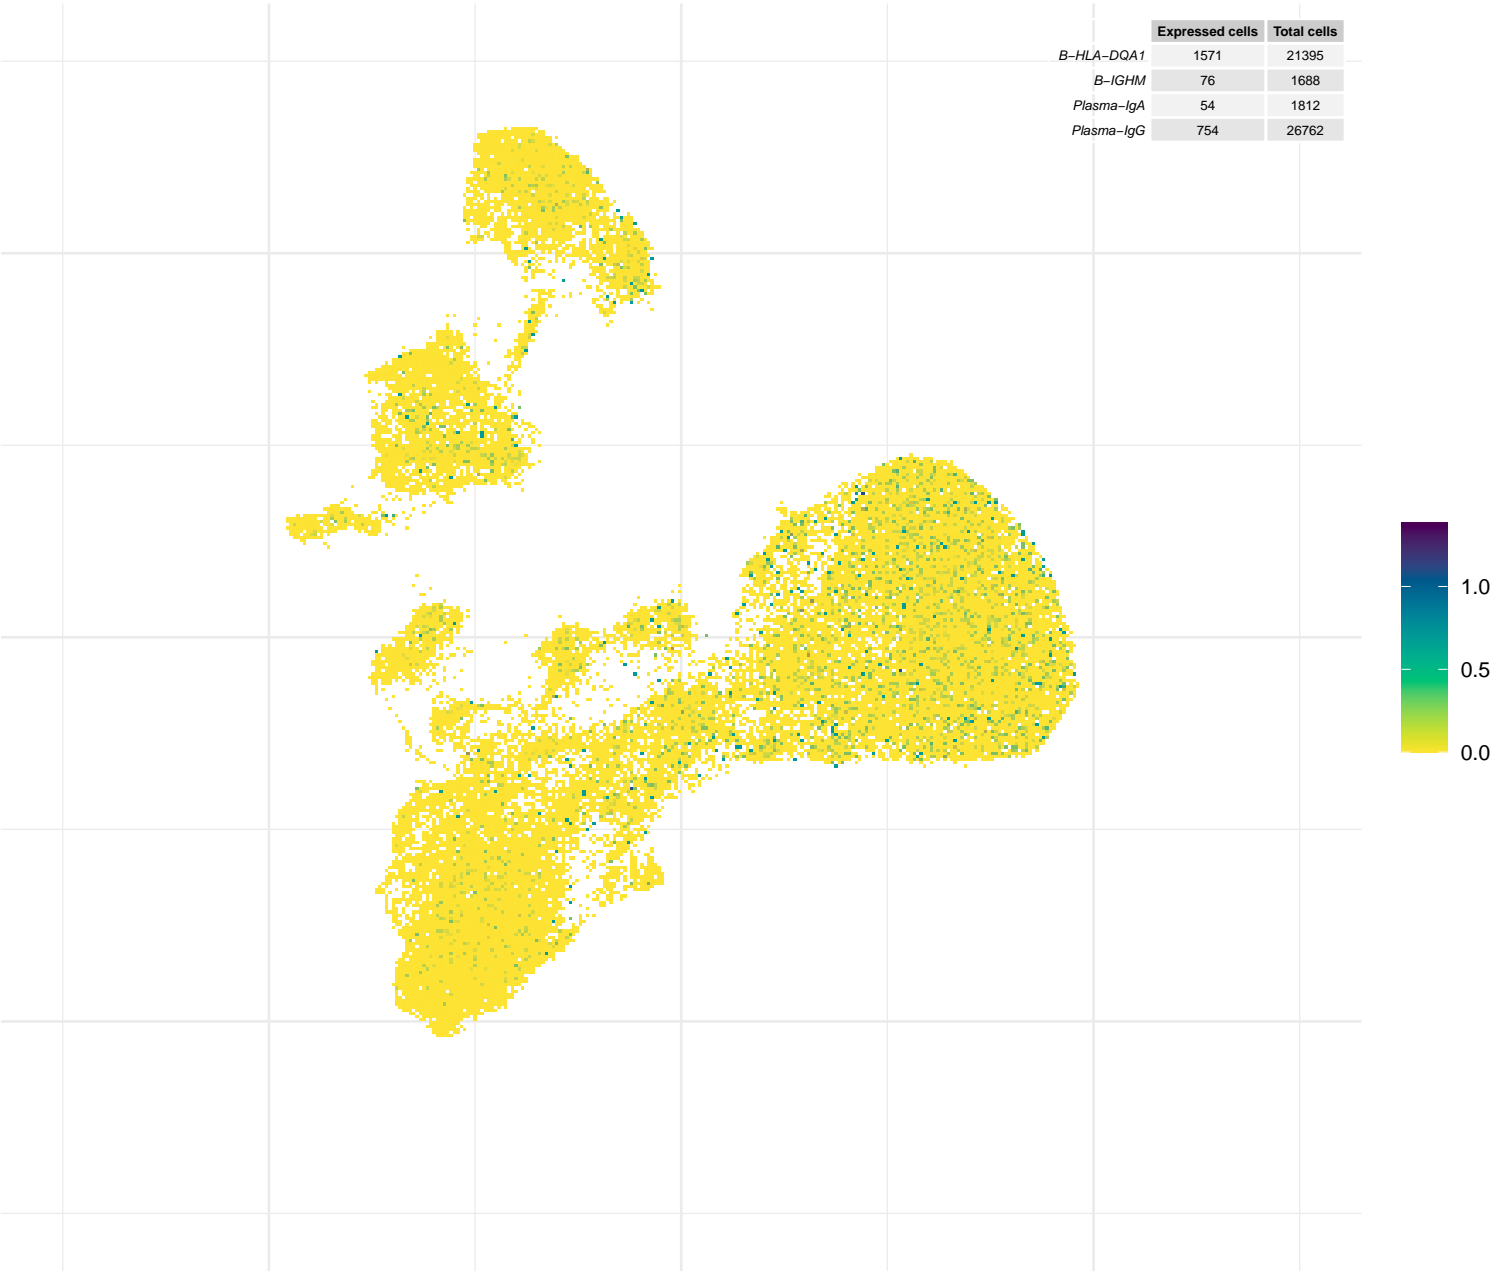 Expressed cells Total cells
B−HLA−DQA1 1571 21395
B−IGHM 76 1688
Plasma−IgA 54 1812
Plasma−IgG 754 26762
1.0
0.5
0.0